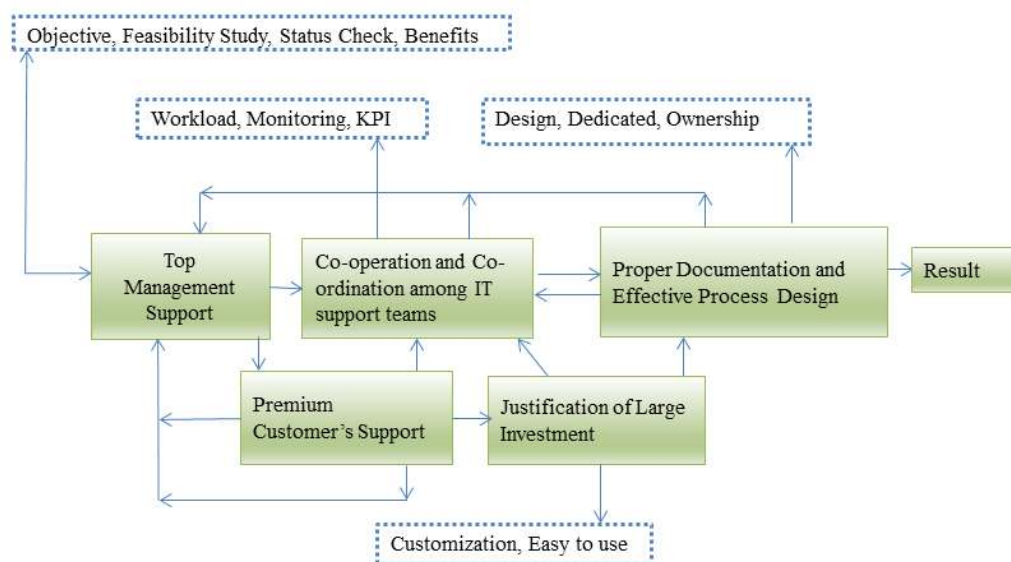 Objective, Feasibility Study, Status Check, Benefits
Workload, Monitoring, KPI
Design, Dedicated, Ownership
Top
Management
Support
Co-operation and Co-
ordination among IT
support teams
Proper Documentation and
Effective Process Design
Result
Premium
Customer’s Support
Justification of Large
Investment
Customization, Easy to use